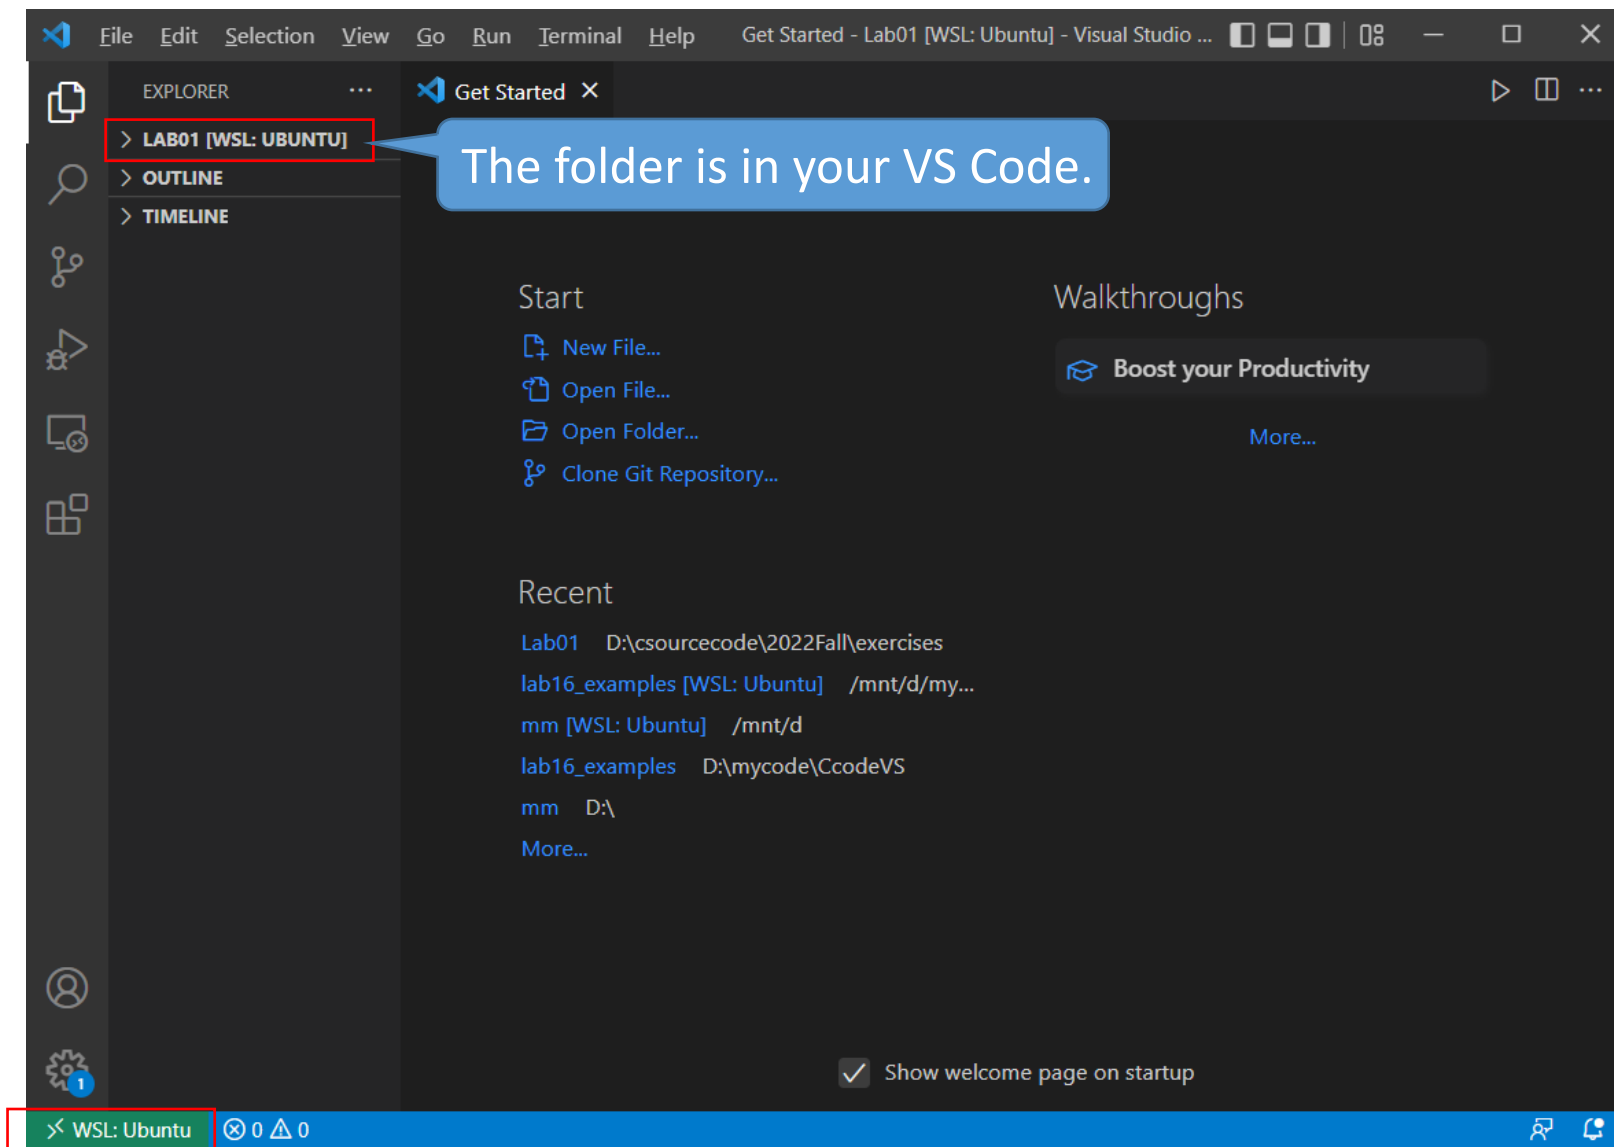 File Edit Selection View Go Run Terminal Help Get Started - Lab01 [WSL: Ubuntu] - Visual Studio ...
EXPLORER
Get Started
LAB01 [WSL: UBUNTU]
The folder is in your VS Code.
OUTLINE
TIMELINE
Start
New File...
Open File...
Open Folder...
Clone Git Repository...
Walkthroughs
Boost your Productivity
More...
Recent
Lab01 D:\csourcecode\2022Fall\exercises
lab16_examples [WSL: Ubuntu] /mnt/d/my...
mm [WSL: Ubuntu] /mnt/d
lab16_examples D:\mycode\CcodeVS
mm D:\
More...
Show welcome page on startup
1
WSL: Ubuntu 0 0